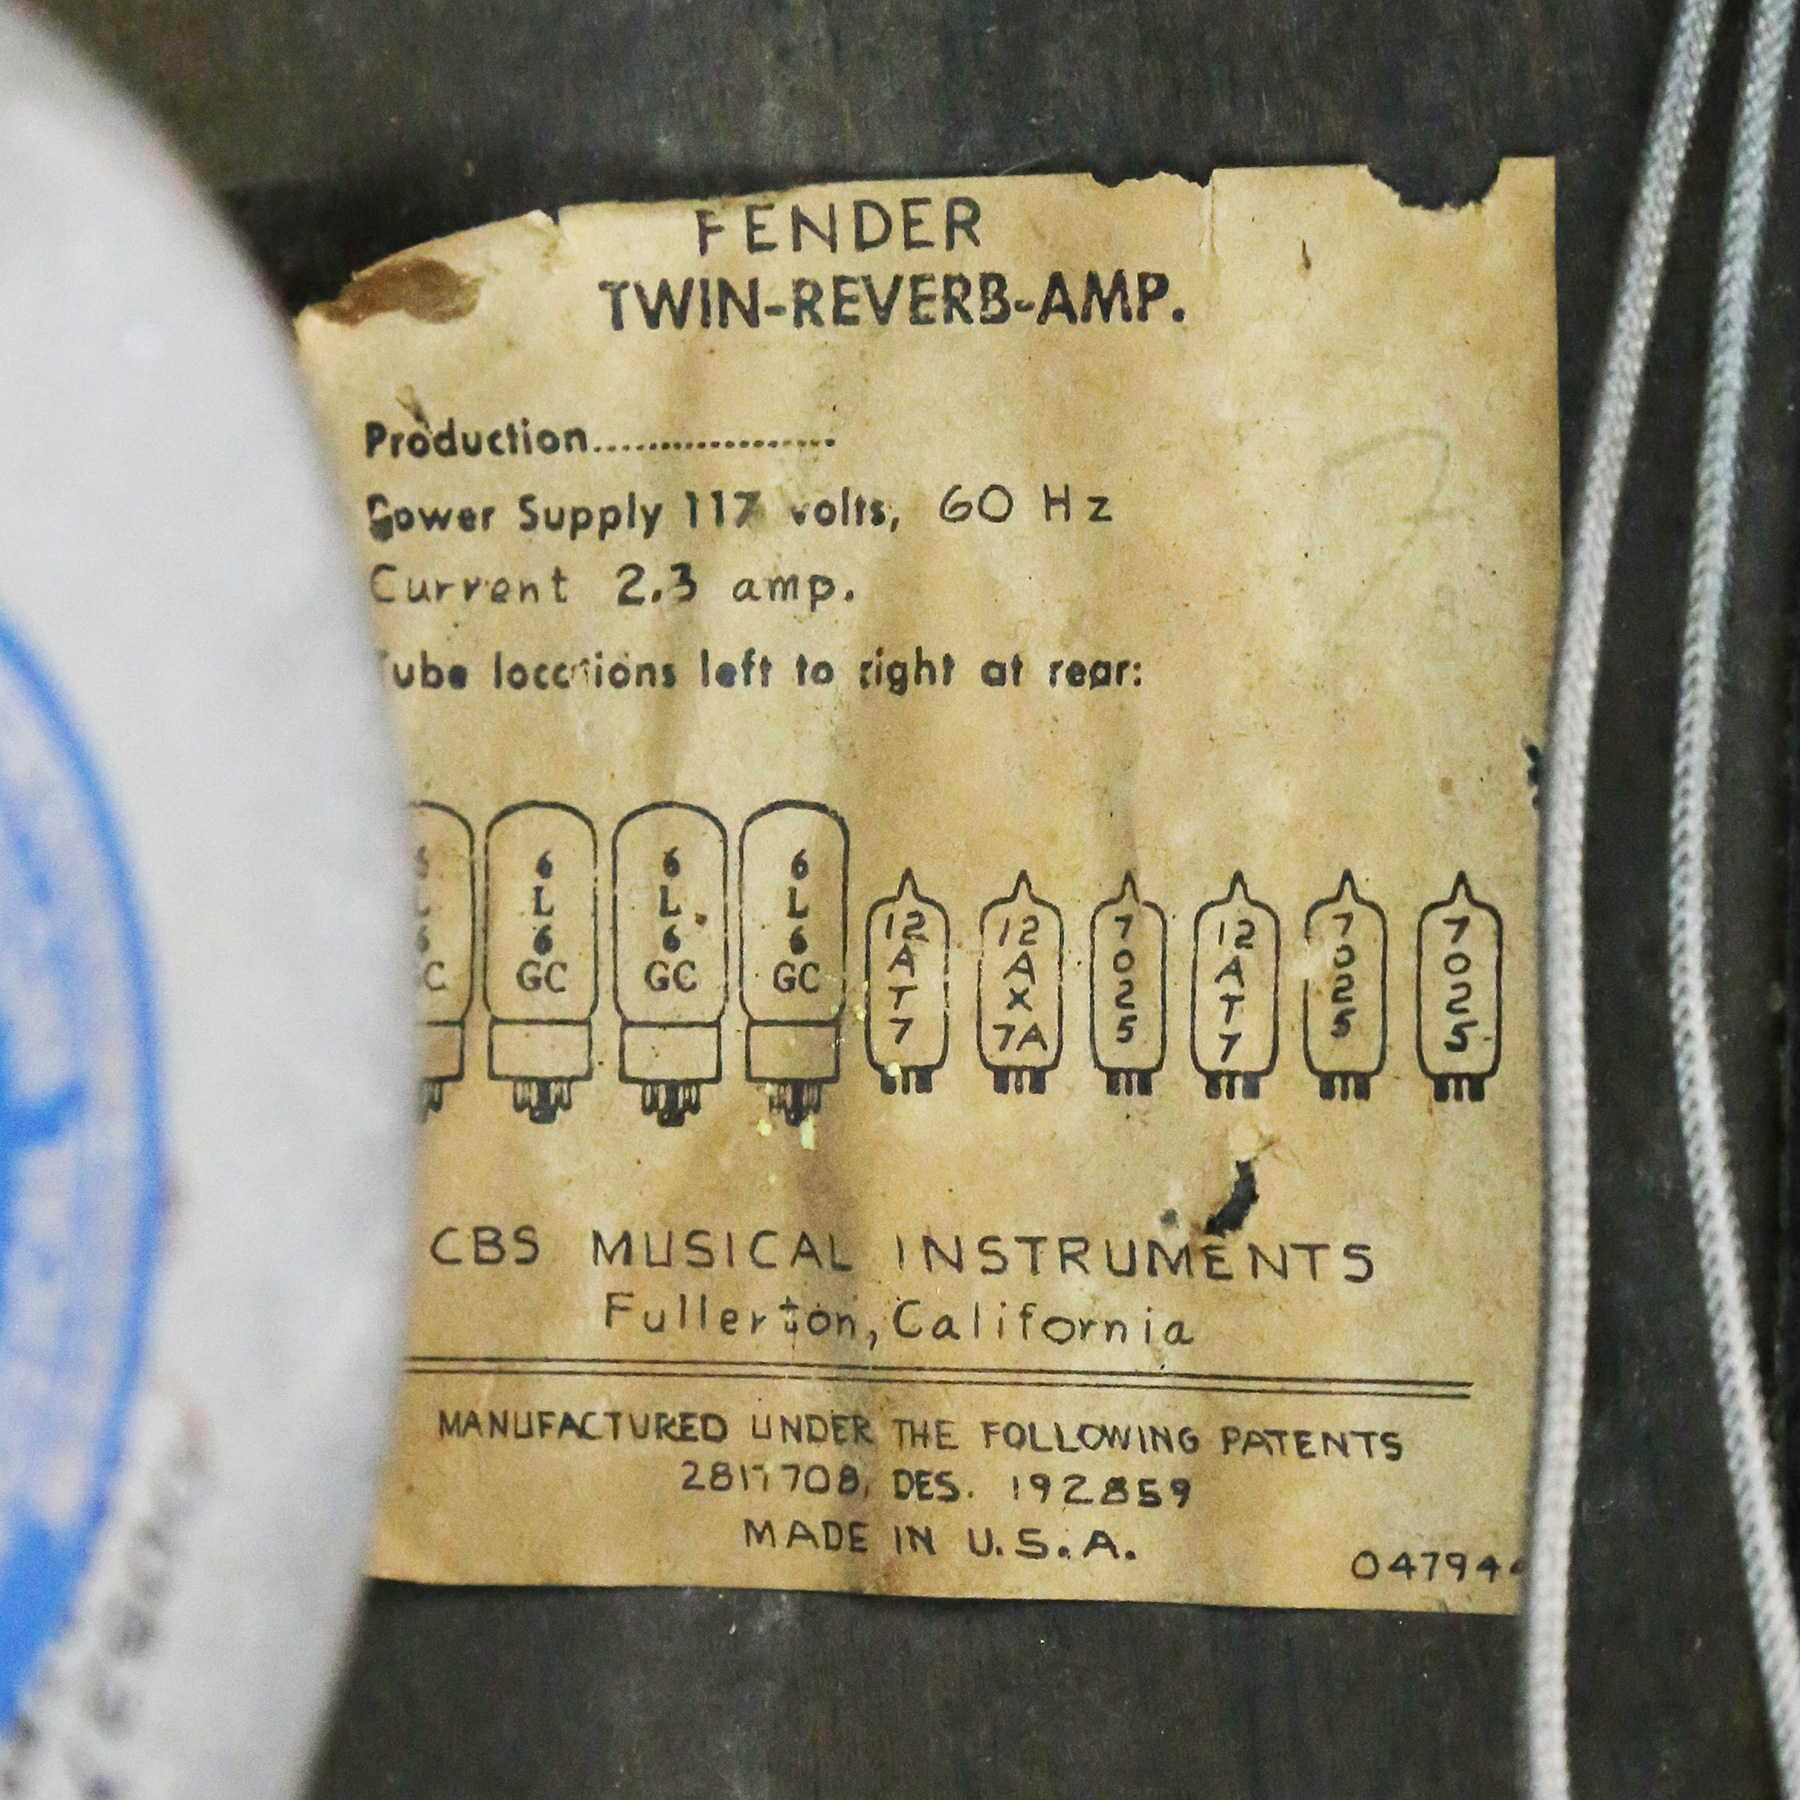 FENDER
TWIN-REVERB-AMP.
Production..................
Power Supply 117 volts, 60 Hz
Current 2.3 amp.
Tube locations left to right at rear:
6L6GC 6L6GC 6L6GC 6L6GC 12AT7 12AX7A 7025 12AT7 7025 7025
CBS MUSICAL INSTRUMENTS
Fullerton, California
MANUFACTURED UNDER THE FOLLOWING PATENTS
2817708, DES. 192859
MADE IN U.S.A.